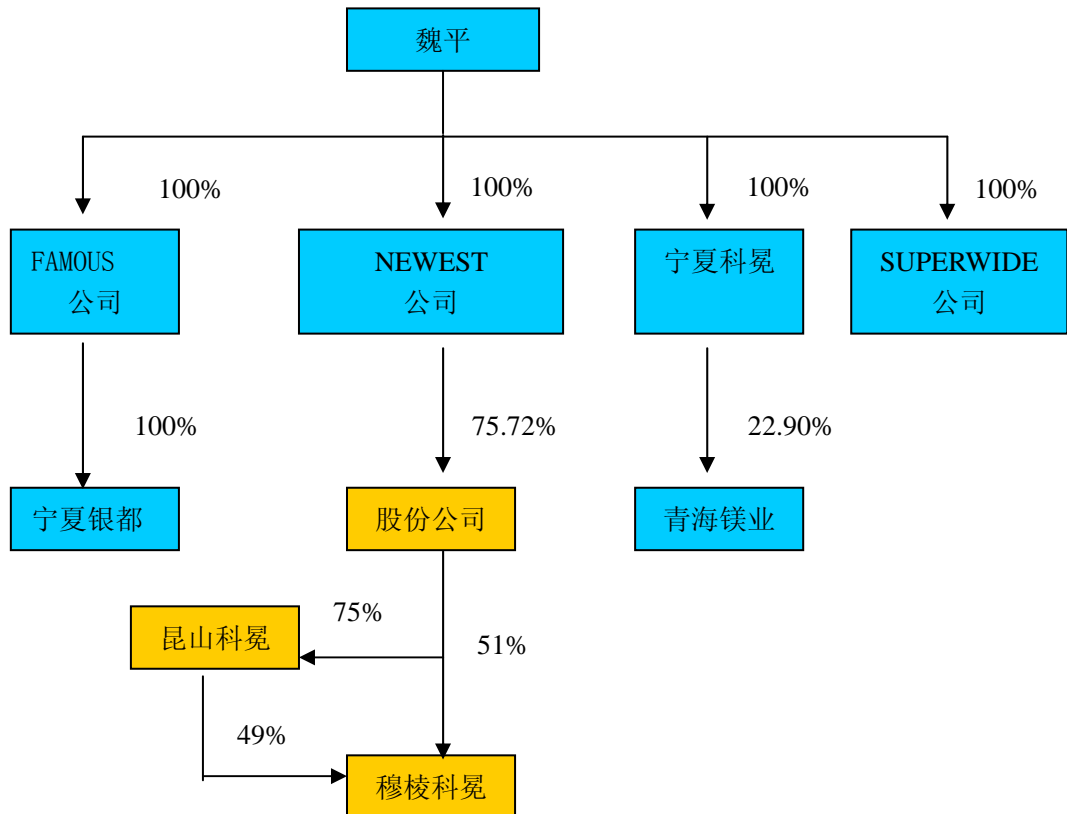 魏平
100%
100%
100%
100%
FAMOUS
公司
NEWEST
公司
宁夏科冕
SUPERWIDE
公司
100%
75.72%
22.90%
宁夏银都
股份公司
青海镁业
75%
51%
昆山科冕
49%
穆棱科冕